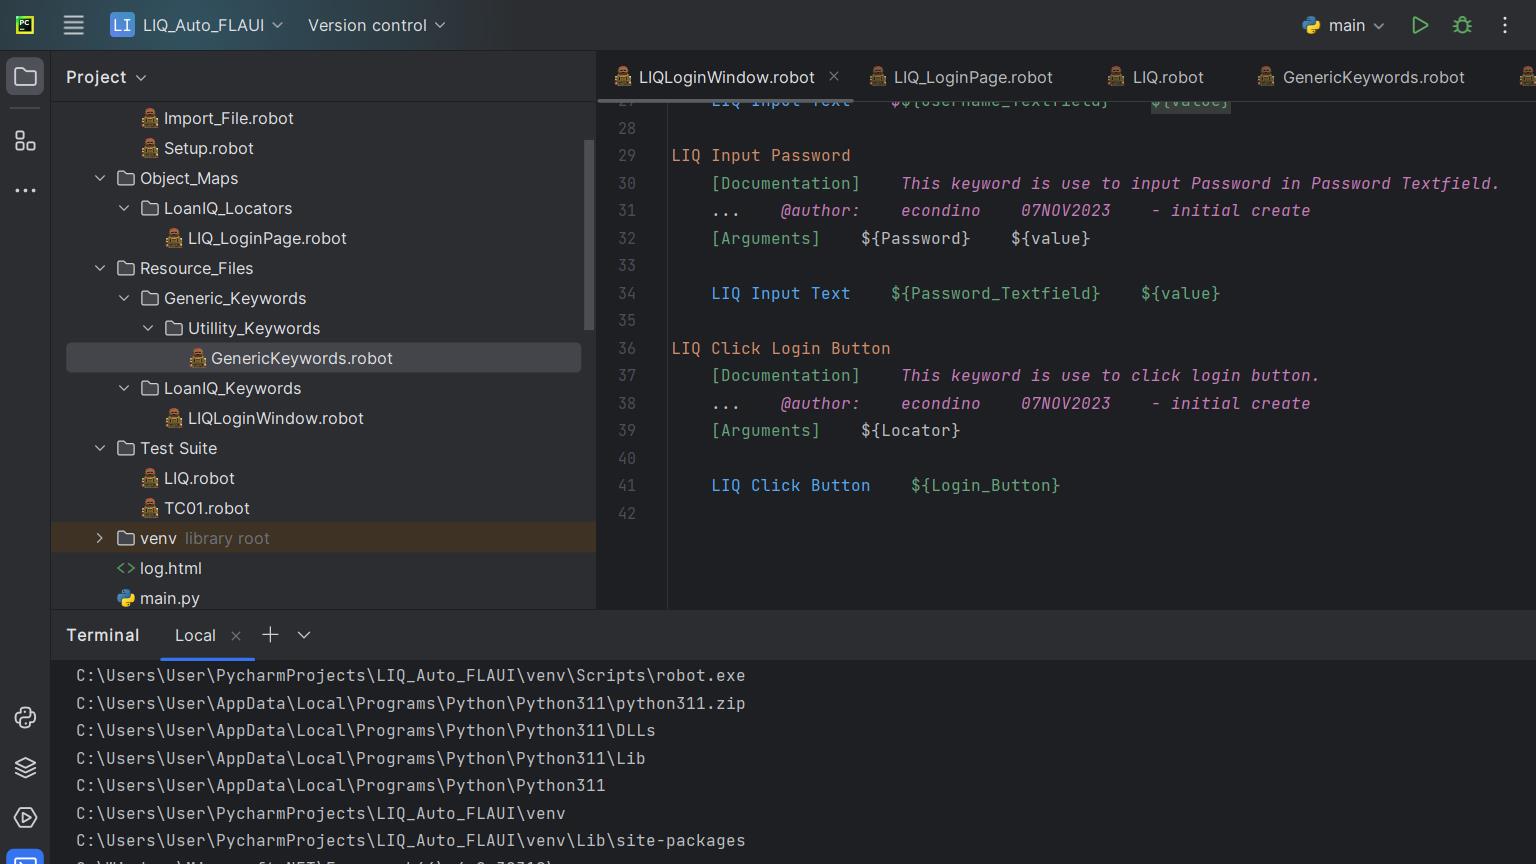 LI LIQ_Auto_FLAUI Version control main
Project
LIQLoginWindow.robot LIQ_LoginPage.robot LIQ.robot GenericKeywords.robot
Import_File.robot
Setup.robot
Object_Maps
LoanIQ_Locators
LIQ_LoginPage.robot
Resource_Files
Generic_Keywords
Utillity_Keywords
GenericKeywords.robot
LoanIQ_Keywords
LIQLoginWindow.robot
Test Suite
LIQ.robot
TC01.robot
venv library root
log.html
main.py
27 LIQ Input Text $${Username_Textfield} ${value}
28
29 LIQ Input Password
30 [Documentation] This keyword is use to input Password in Password Textfield.
31 ... @author: econdino 07NOV2023 - initial create
32 [Arguments] ${Password} ${value}
33
34 LIQ Input Text ${Password_Textfield} ${value}
35
36 LIQ Click Login Button
37 [Documentation] This keyword is use to click login button.
38 ... @author: econdino 07NOV2023 - initial create
39 [Arguments] ${Locator}
40
41 LIQ Click Button ${Login_Button}
42
Terminal Local
C:\Users\User\PycharmProjects\LIQ_Auto_FLAUI\venv\Scripts\robot.exe
C:\Users\User\AppData\Local\Programs\Python\Python311\python311.zip
C:\Users\User\AppData\Local\Programs\Python\Python311\DLLs
C:\Users\User\AppData\Local\Programs\Python\Python311\Lib
C:\Users\User\AppData\Local\Programs\Python\Python311
C:\Users\User\PycharmProjects\LIQ_Auto_FLAUI\venv
C:\Users\User\PycharmProjects\LIQ_Auto_FLAUI\venv\Lib\site-packages